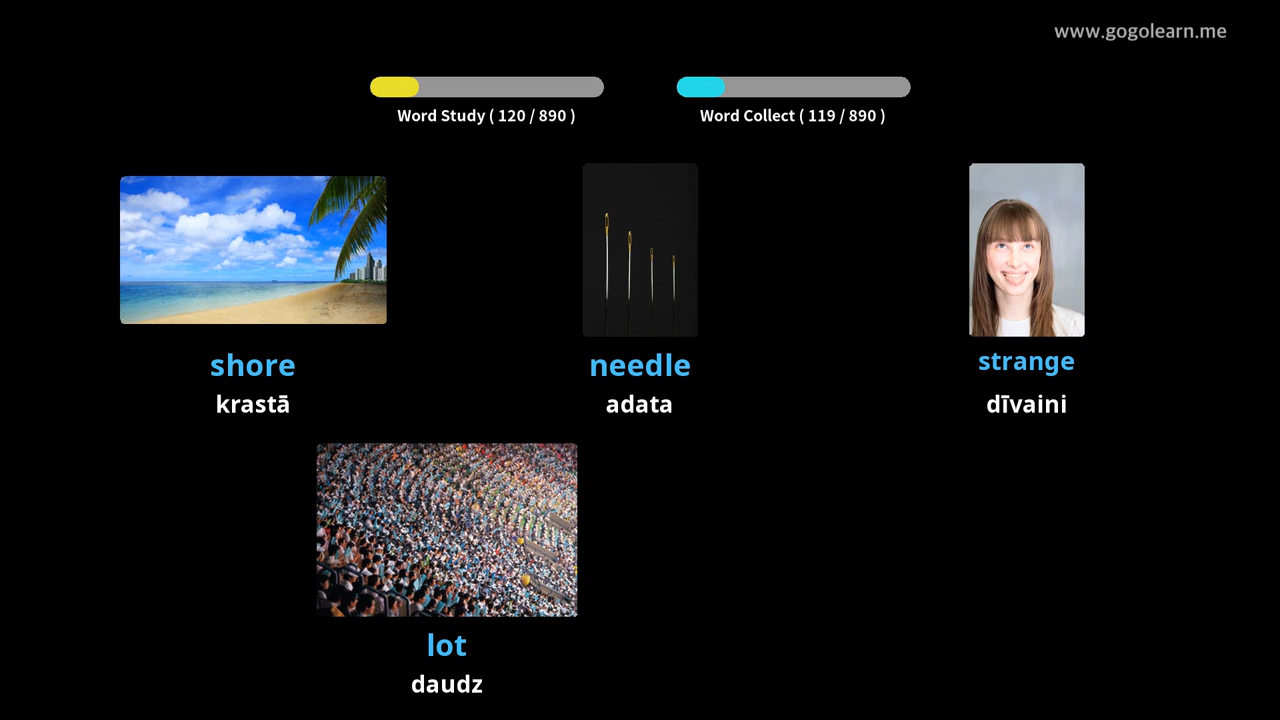 www.gogolearn.me
Word Study ( 120 / 890 )
Word Collect ( 119 / 890 )
shore
krastā
needle
adata
strange
dīvaini
lot
daudz